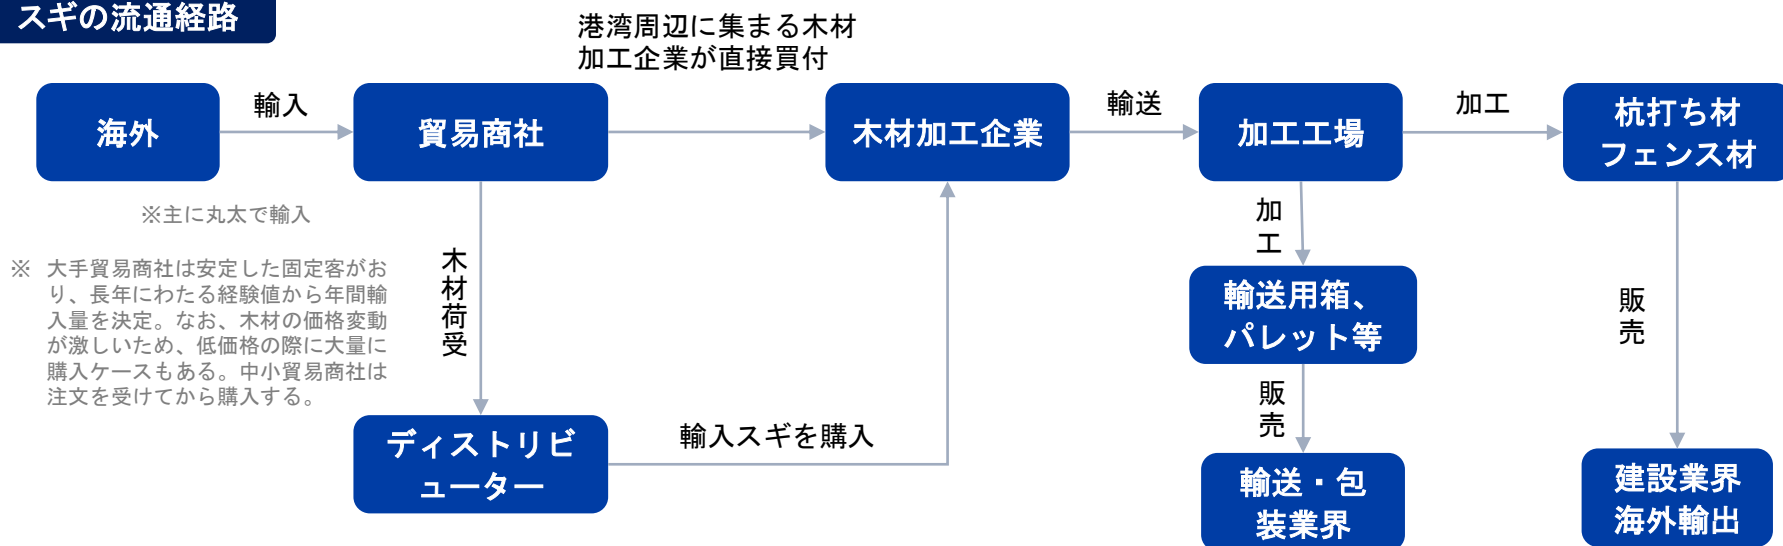 スギの流通経路
港湾周辺に集まる木材
加工企業が直接買付
海外
輸入
貿易商社
木材加工企業
輸送
加工工場
加工
杭打ち材
フェンス材
※主に丸太で輸入
※ 大手貿易商社は安定した固定客がお
り、長年にわたる経験値から年間輸
入量を決定。なお、木材の価格変動
が激しいため、低価格の際に大量に
購入ケースもある。中小貿易商社は
注文を受けてから購入する。
木材荷受
加工
輸送用箱、
パレット等
販売
販売
ディストリビ
ューター
輸入スギを購入
輸送・包
装業界
建設業界
海外輸出